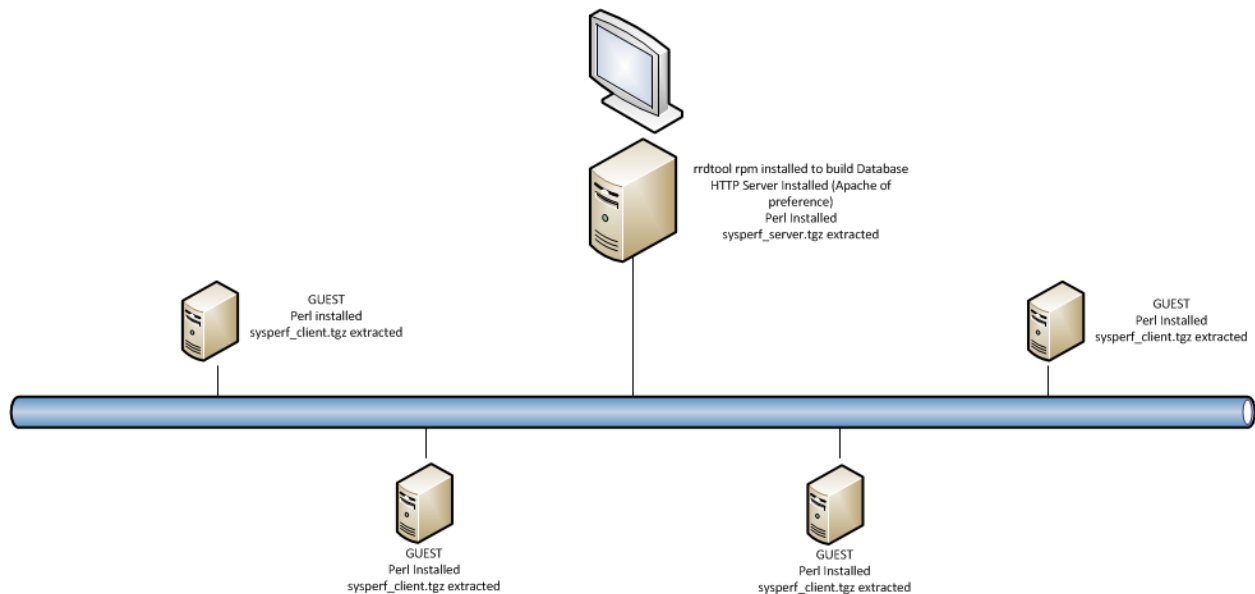 rrdtool rpm installed to build Database
HTTP Server Installed (Apache of
preference)
Perl Installed
sysperf_server.tgz extracted
GUEST
Perl installed
sysperf_client.tgz extracted
GUEST
Perl Installed
sysperf_client.tgz extracted
GUEST
Perl Installed
sysperf_client.tgz extracted
GUEST
Perl Installed
sysperf_client.tgz extracted